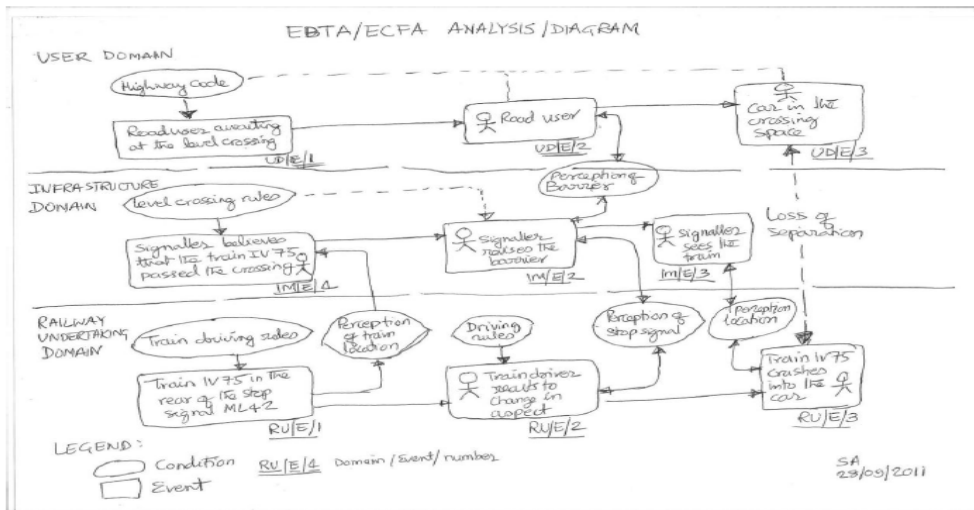 EBTA/ECFA ANALYSIS/DIAGRAM
USER DOMAIN
Highway Code
Road user awaiting
at the level crossing
UD/E/1
Road user
UD/E/2
Car in the
crossing
space
UD/E/3
INFRASTRUCTURE
DOMAIN
level crossing rules
Signaller believes
that the train IV75
passed the crossing
IM/E/1
Perception of
Barrier
Signaller
raises the
barrier
IM/E/2
Signaller
sees the
train
IM/E/3
Loss of
separation
RAILWAY
UNDERTAKING
DOMAIN
Train driving rules
Perception
of train
location
Driving
rules
Perception of
stop signal
Perception
location
Train IV75 in the
rear of the stop
signal ML42
RU/E/1
Train driver
reacts to
change in
aspect
RU/E/2
Train IV75
crashes
into the
car
RU/E/3
LEGEND:
Condition RU/E/1 Domain/Event/number
Event
SA
29/09/2011